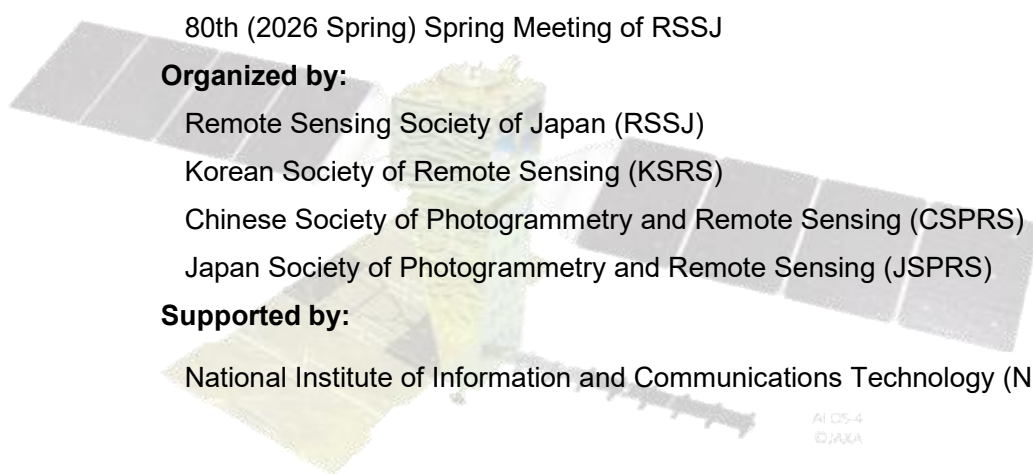 80th (2026 Spring) Spring Meeting of RSSJ
Organized by:
Remote Sensing Society of Japan (RSSJ)
Korean Society of Remote Sensing (KSRS)
Chinese Society of Photogrammetry and Remote Sensing (CSPRS)
Japan Society of Photogrammetry and Remote Sensing (JSPRS)
Supported by:
National Institute of Information and Communications Technology (N
ALOS-4
©JAXA